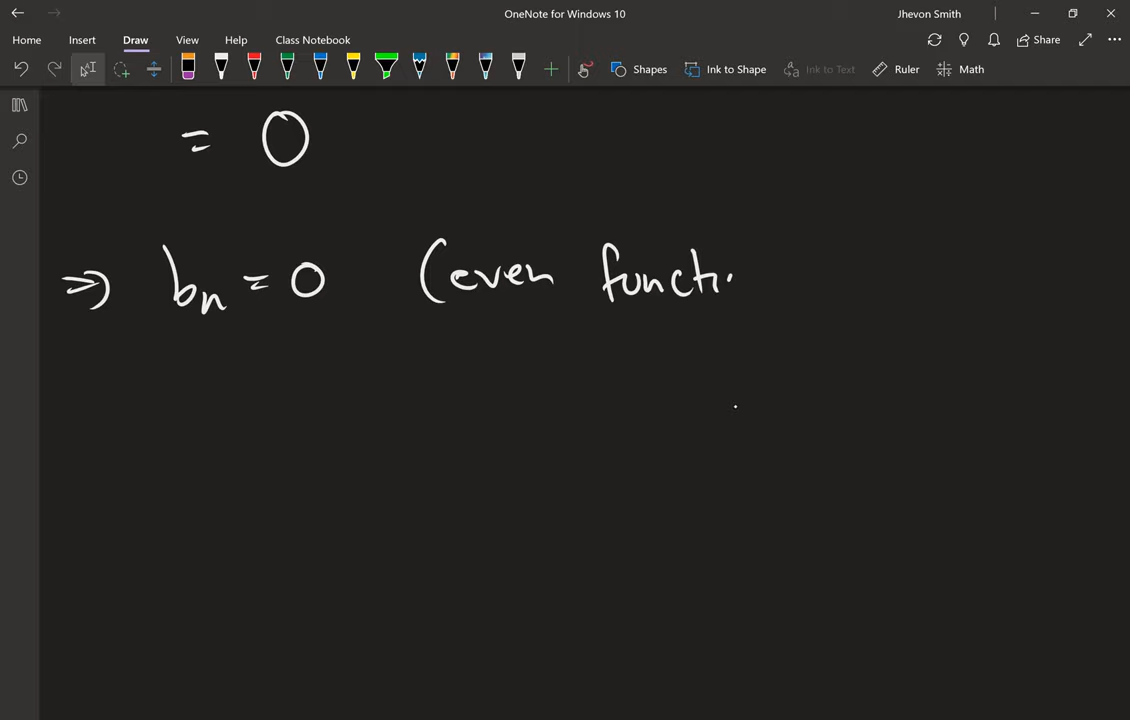 OneNote for Windows 10
Jhevon Smith
Home Insert Draw View Help Class Notebook
Share
Shapes Ink to Shape Ink to Text Ruler Math
= 0
⇒ bn = 0 (even functi